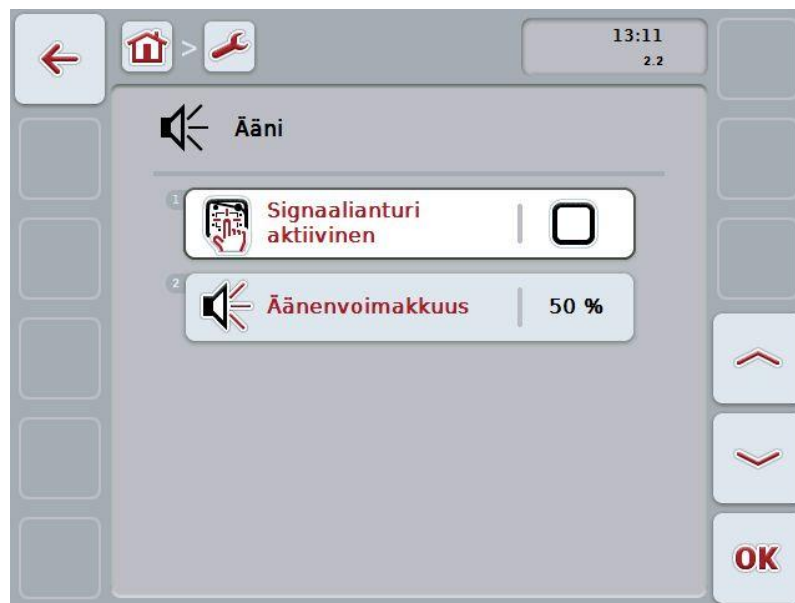 >
13:11
2.2
Ääni
1
Signaalianturi
aktiivinen
2
Äänenvoimakkuus
50 %
OK